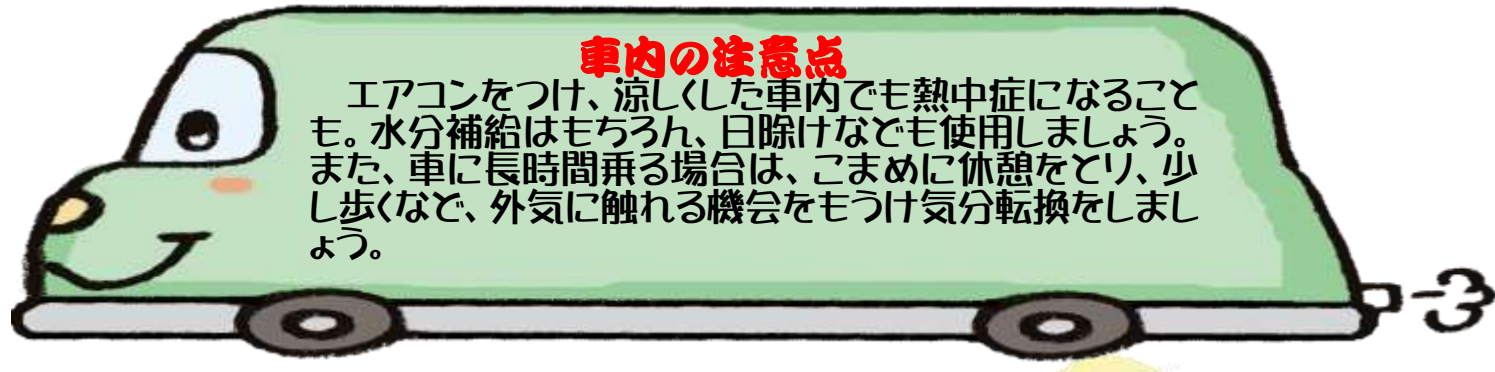 車内の注意点
　エアコンをつけ、涼しくした車内でも熱中症になること
も。水分補給はもちろん、日除けなども使用しましょう。
また、車に長時間乗る場合は、こまめに休憩をとり、少
し歩くなど、外気に触れる機会をもうけ気分転換をしまし
ょう。